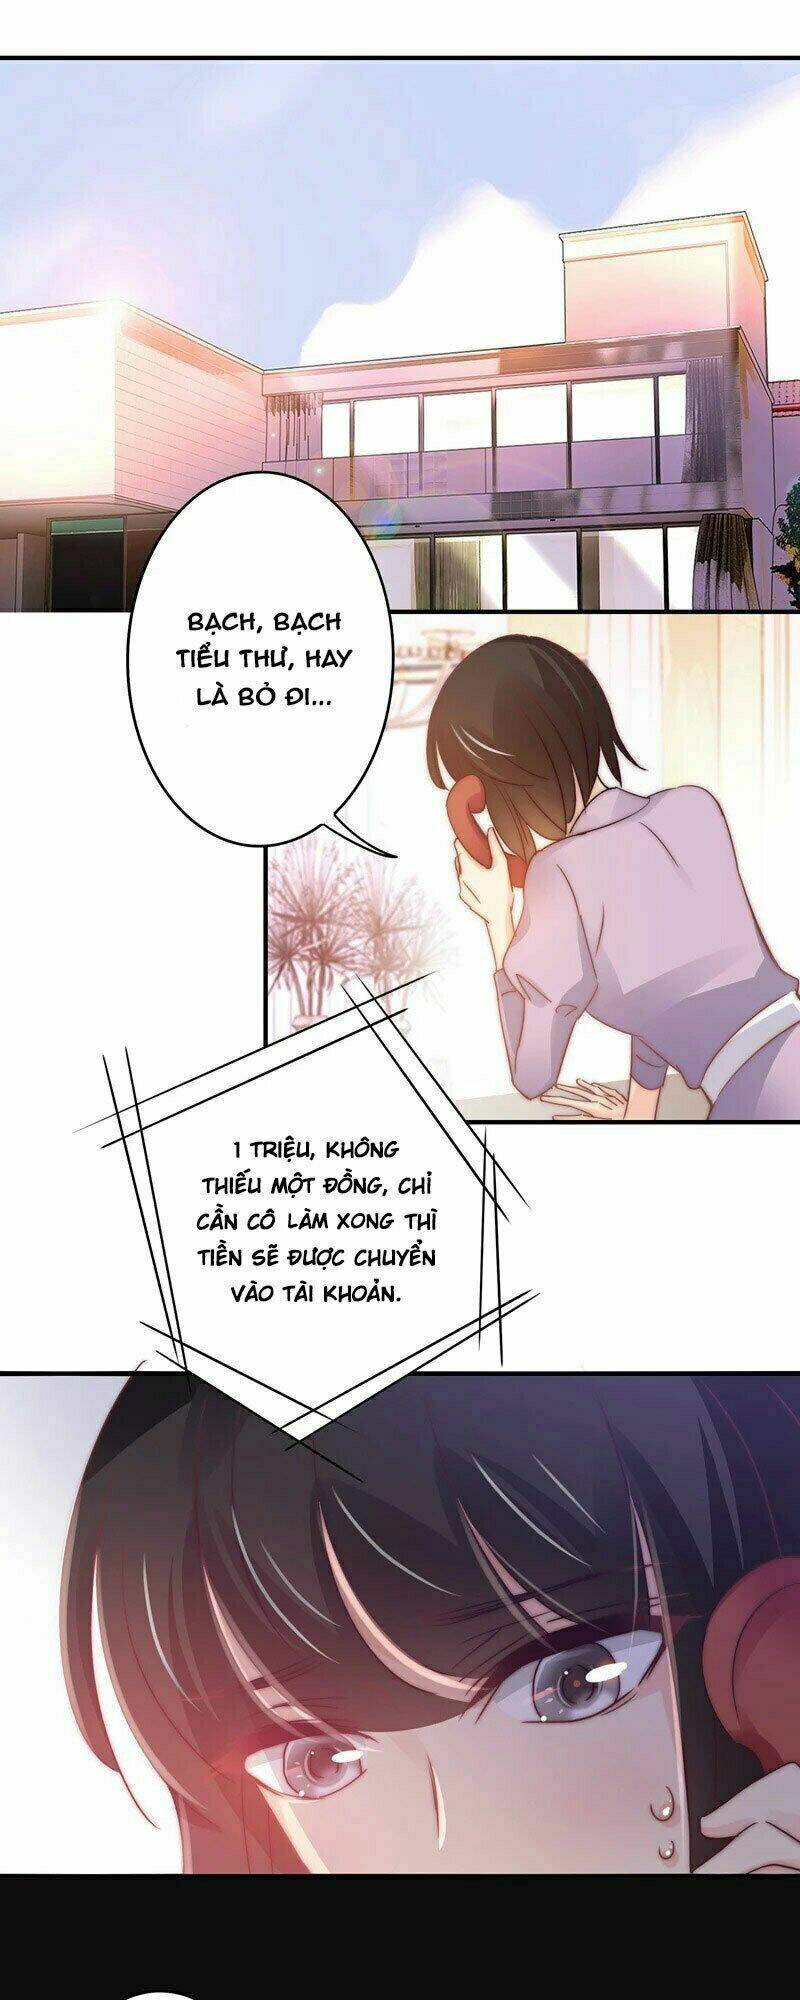 BẠCH, BẠCH
TIỂU THƯ, HAY
LÀ BỎ ĐI...
1 TRIỆU, KHÔNG
THIẾU MỘT ĐỒNG, CHỈ
CẦN CÔ LÀM XONG THÌ
TIỀN SẼ ĐƯỢC CHUYỂN
VÀO TÀI KHOẢN.